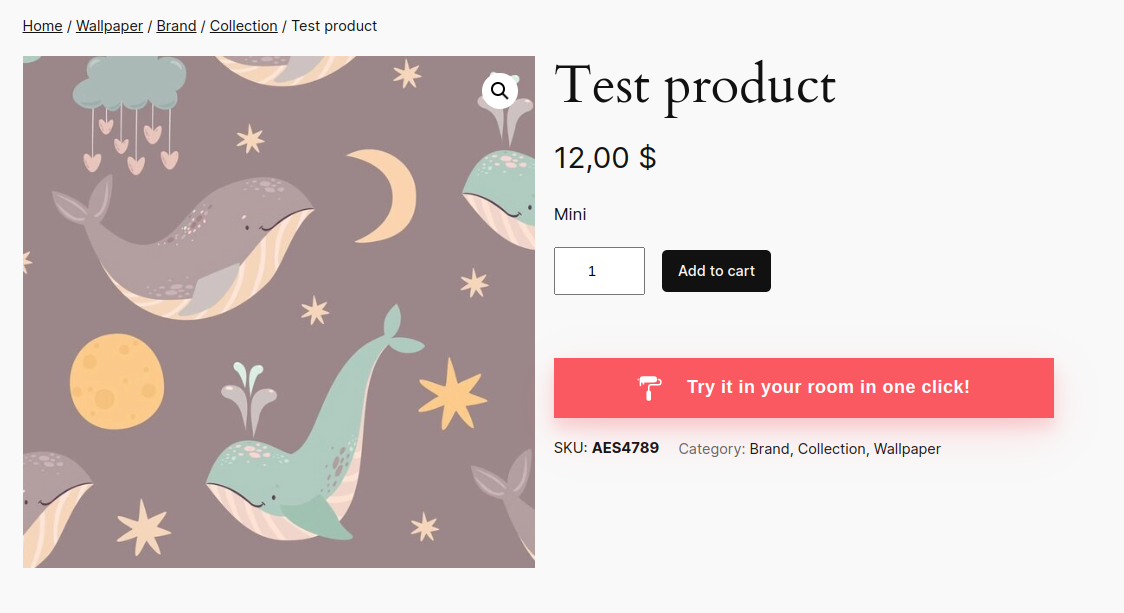 Home / Wallpaper / Brand / Collection / Test product
Test product
12,00 $
Mini
1
Add to cart
Try it in your room in one click!
SKU: AES4789 Category: Brand, Collection, Wallpaper